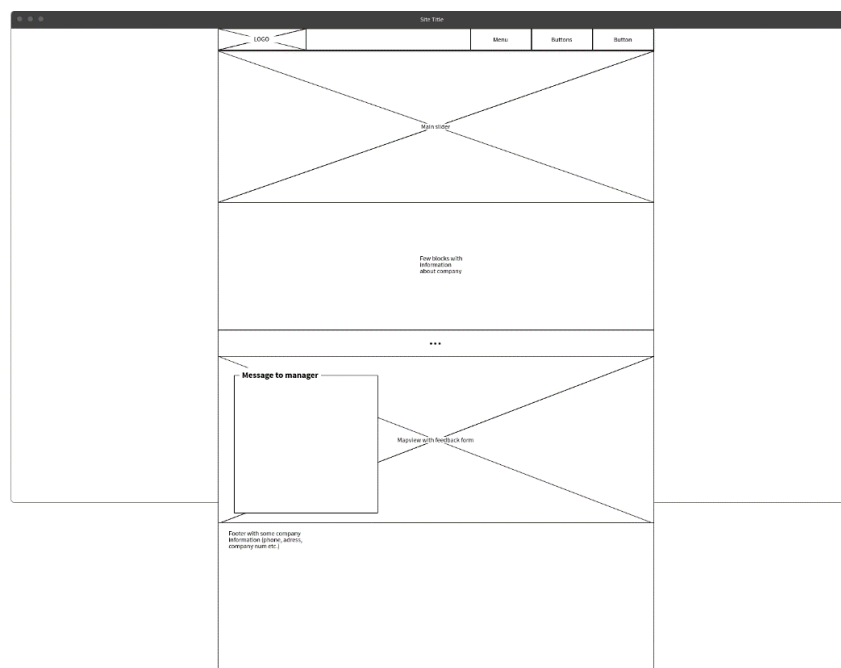 Site Title
LOGO
Menu
Buttons
Button
Main slider
Few blocks with
information
about company
...
Message to manager
Mapview with feedback form
Footer with some company
information (phone, adress,
company num etc.)